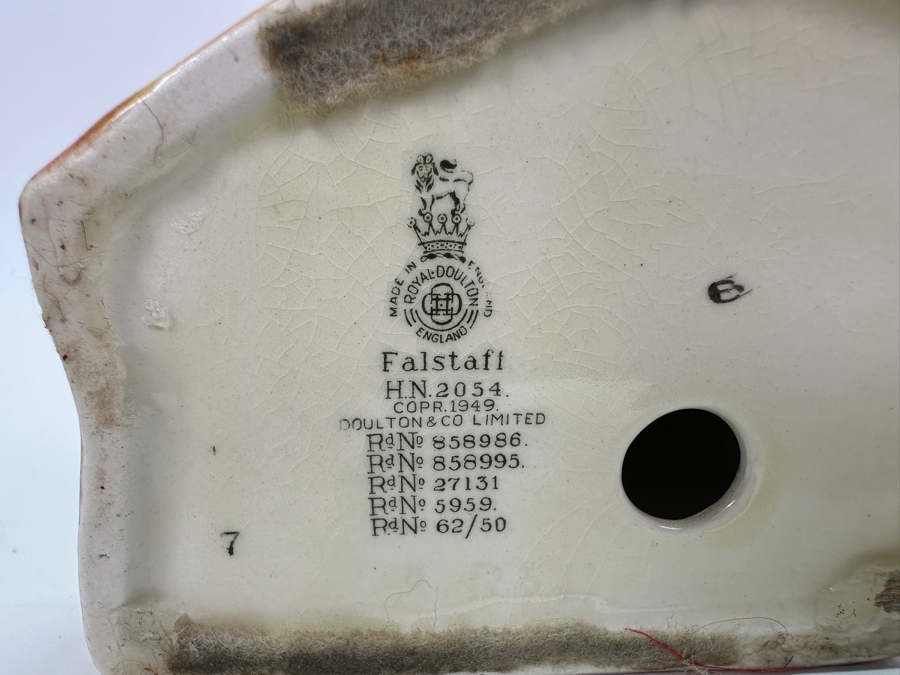 MADE IN ENGLAND
ROYAL DOULTON
ENGLAND
Falstaff
H.N.2054.
COPR.1949.
DOULTON&CO LIMITED
RdNo 858986.
RdNo 858995.
RdNo 27131
RdNo 5959.
RdNo 62/50
7